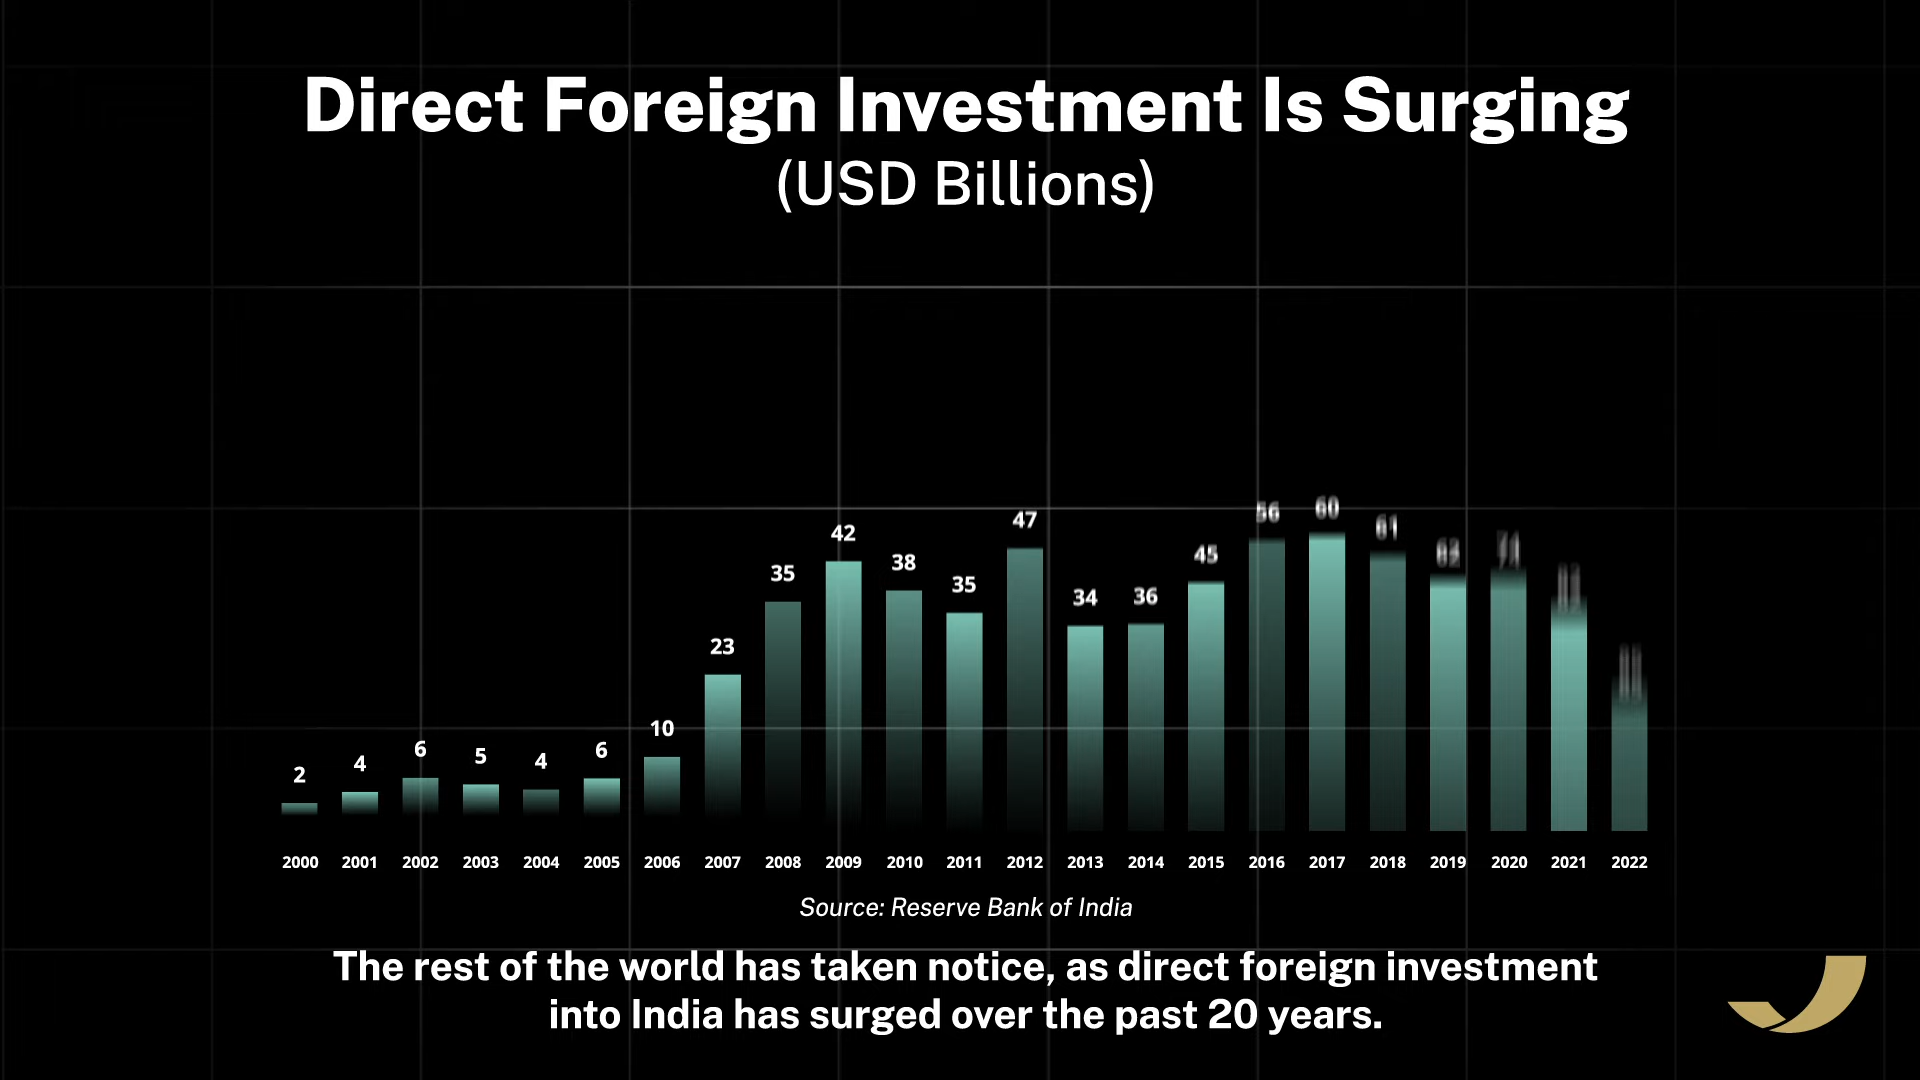 Direct Foreign Investment Is Surging
(USD Billions)
2 4 6 5 4 6 10 23 35 42 38 35 47 34 36 45 56 60 61
2000 2001 2002 2003 2004 2005 2006 2007 2008 2009 2010 2011 2012 2013 2014 2015 2016 2017 2018 2019 2020 2021 2022
Source: Reserve Bank of India
The rest of the world has taken notice, as direct foreign investment
into India has surged over the past 20 years.